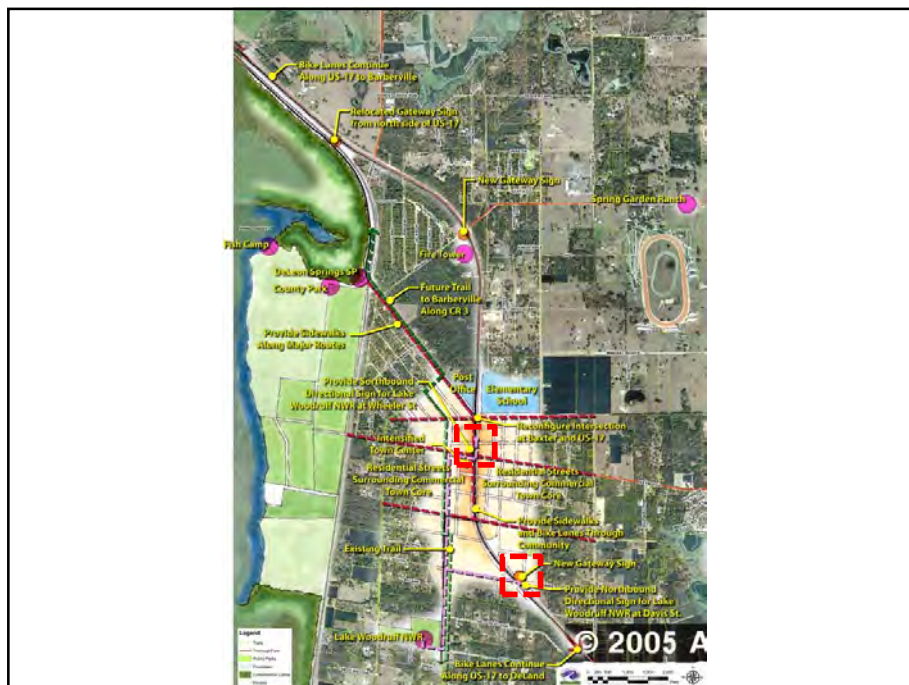 Bike Lanes Continue
Along US-17 to Barberville
Relocated Gateway Sign
from north side of US-17
New Gateway Sign
Spring Garden Ranch
Fish Camp
Fire Tower
DeLeon Springs SP
County Park
Future Trail
to Barberville
Along CR 3
Provide Sidewalks
Along Major Routes
Post
Office
Elementary
School
Provide Sorthbound
Directional Sign for Lake
Woodruff NWR at Wheeler St
Reconfigure Intersection
at Baxter and US-17
Intensified
Town Center
Residential Streets
Surrounding Commercial
Town Core
Residential Streets
Surrounding Commercial
Town Core
Provide Sidewalks
and Bike Lanes Through
Community
Existing Trail
New Gateway Sign
Provide Northbound
Directional Sign for Lake
Woodruff NWR at Davis St.
Lake Woodruff NWR
© 2005 A
Bike Lanes Continue
Along US-17 to DeLand
Legend